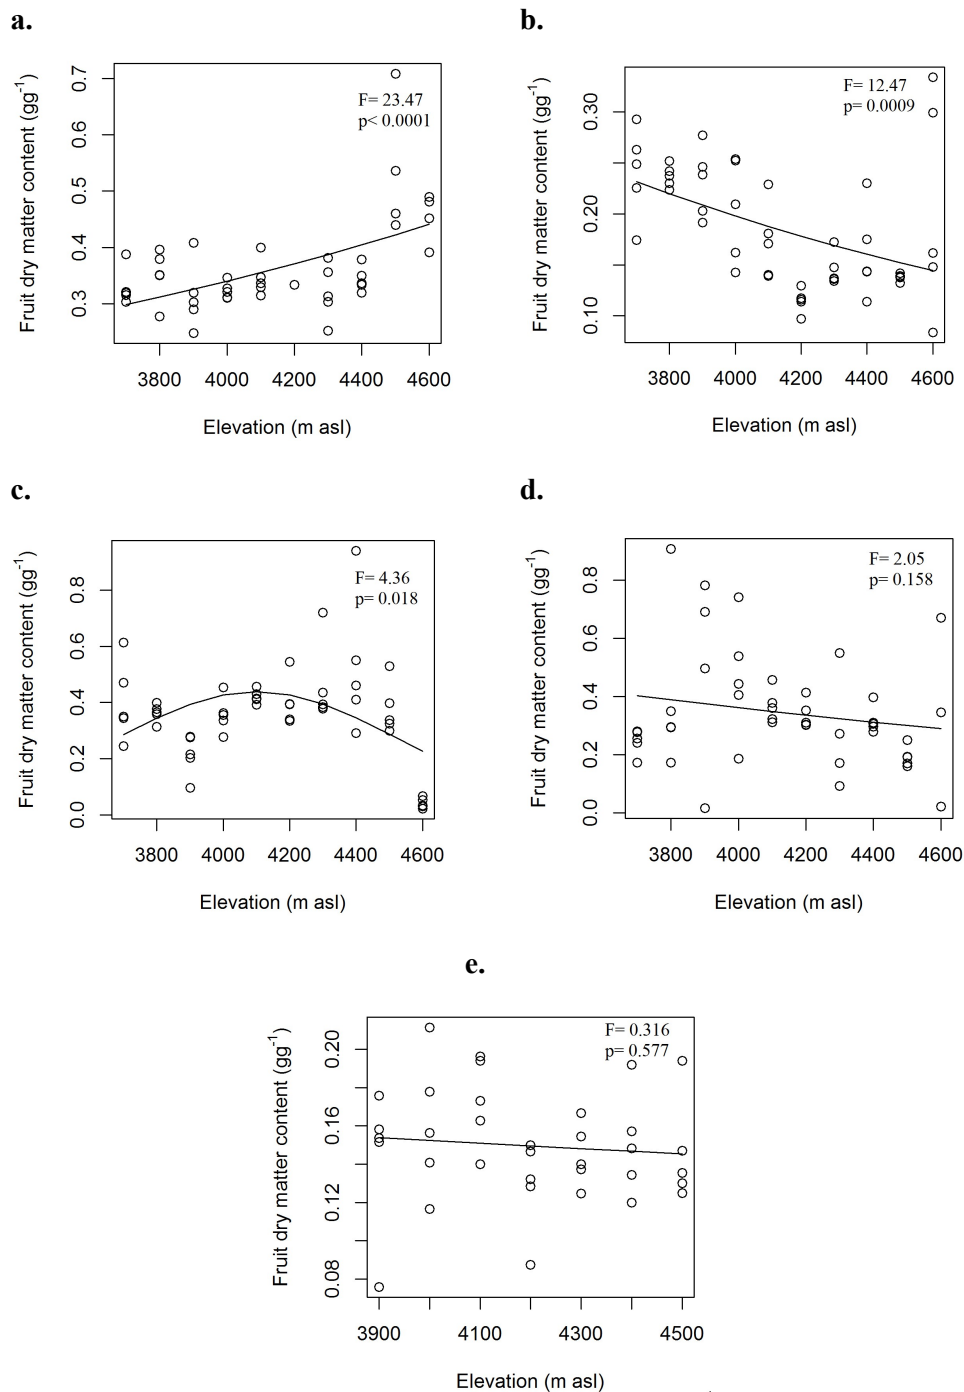 a.
Fruit dry matter content (gg⁻¹)
0.7
0.6
0.5
0.4
0.3
F= 23.47
p< 0.0001
3800 4000 4200 4400 4600
Elevation (m asl)
b.
Fruit dry matter content (gg⁻¹)
0.30
0.20
0.10
F= 12.47
p= 0.0009
3800 4000 4200 4400 4600
Elevation (m asl)
c.
Fruit dry matter content (gg⁻¹)
0.8
0.6
0.4
0.2
0.0
F= 4.36
p= 0.018
3800 4000 4200 4400 4600
Elevation (m asl)
d.
Fruit dry matter content (gg⁻¹)
0.8
0.6
0.4
0.2
0.0
F= 2.05
p= 0.158
3800 4000 4200 4400 4600
Elevation (m asl)
e.
Fruit dry matter content (gg⁻¹)
0.20
0.16
0.12
0.08
F= 0.316
p= 0.577
3900 4100 4300 4500
Elevation (m asl)